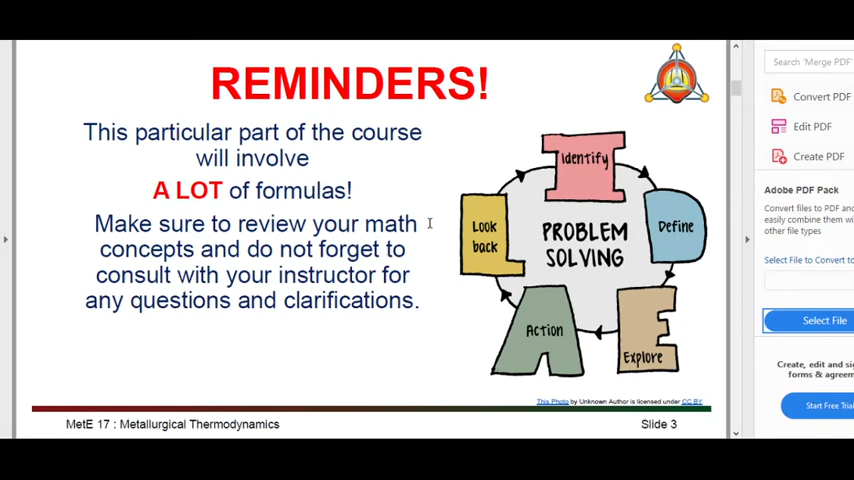 REMINDERS!
This particular part of the course
will involve
A LOT of formulas!
Make sure to review your math
concepts and do not forget to
consult with your instructor for
any questions and clarifications.
Identify
Define
Explore
Action
Look
back
PROBLEM
SOLVING
This Photo by Unknown Author is licensed under CC BY
MetE 17 : Metallurgical Thermodynamics
Slide 3
Search 'Merge PDF'
Convert PDF
Edit PDF
Create PDF
Adobe PDF Pack
Convert files to PDF and
easily combine them wi
other file types
Select File to Convert to
Select File
Create, edit and si
forms & agreem
Start Free Trial